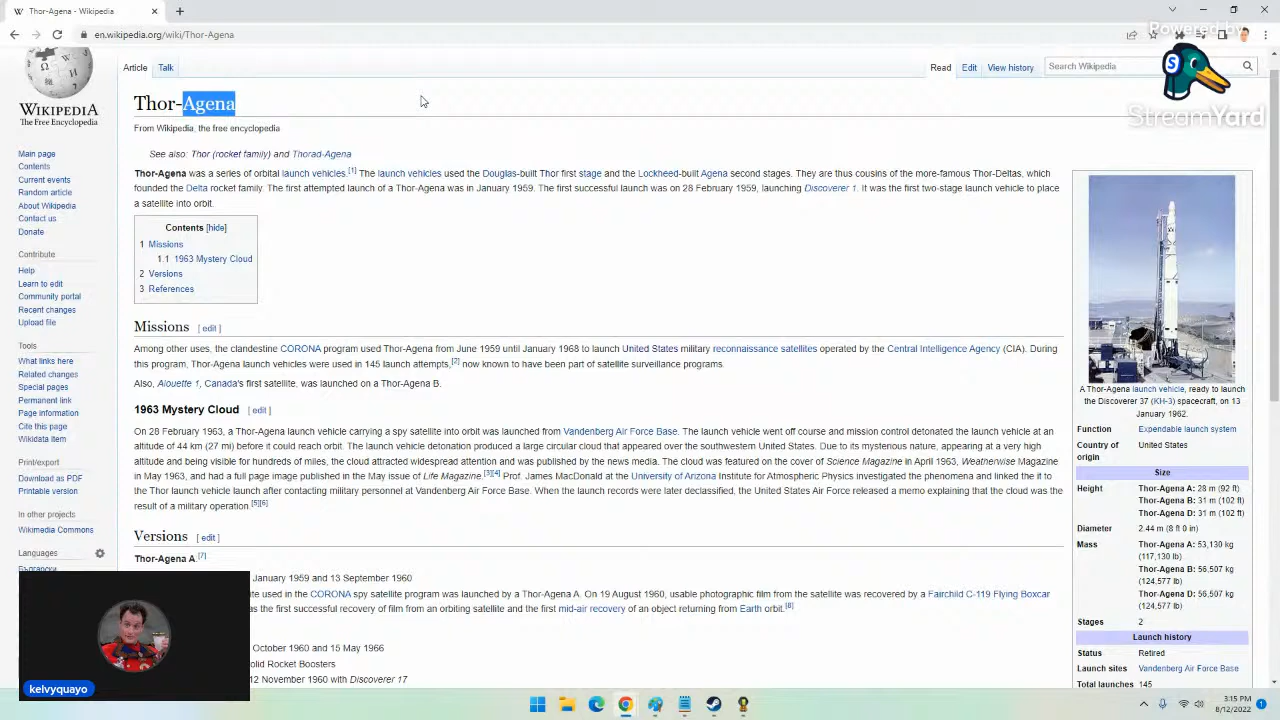 Thor-Agena - Wikipedia
en.wikipedia.org/wiki/Thor-Agena
Powered by
StreamYard
WIKIPEDIA
The Free Encyclopedia
Main page
Contents
Current events
Random article
About Wikipedia
Contact us
Donate
Contribute
Help
Learn to edit
Community portal
Recent changes
Upload file
Tools
What links here
Related changes
Special pages
Permanent link
Page information
Cite this page
Wikidata item
Print/export
Download as PDF
Printable version
In other projects
Wikimedia Commons
Languages
Български
Article Talk
Read Edit View history Search Wikipedia
Thor-Agena
From Wikipedia, the free encyclopedia
See also: Thor (rocket family) and Thorad-Agena
Thor-Agena was a series of orbital launch vehicles.[1] The launch vehicles used the Douglas-built Thor first stage and the Lockheed-built Agena second stages. They are thus cousins of the more-famous Thor-Deltas, which
founded the Delta rocket family. The first attempted launch of a Thor-Agena was in January 1959. The first successful launch was on 28 February 1959, launching Discoverer 1. It was the first two-stage launch vehicle to place
a satellite into orbit.
Contents [hide]
1 Missions
1.1 1963 Mystery Cloud
2 Versions
3 References
Missions [ edit ]
Among other uses, the clandestine CORONA program used Thor-Agena from June 1959 until January 1968 to launch United States military reconnaissance satellites operated by the Central Intelligence Agency (CIA). During
this program, Thor-Agena launch vehicles were used in 145 launch attempts,[2] now known to have been part of satellite surveillance programs.
Also, Alouette 1, Canada's first satellite, was launched on a Thor-Agena B.
1963 Mystery Cloud [ edit ]
On 28 February 1963, a Thor-Agena launch vehicle carrying a spy satellite into orbit was launched from Vandenberg Air Force Base. The launch vehicle went off course and mission control detonated the launch vehicle at an
altitude of 44 km (27 mi) before it could reach orbit. The launch vehicle detonation produced a large circular cloud that appeared over the southwestern United States. Due to its mysterious nature, appearing at a very high
altitude and being visible for hundreds of miles, the cloud attracted widespread attention and was published by the news media. The cloud was featured on the cover of Science Magazine in April 1963, Weatherwise Magazine
in May 1963, and had a full page image published in the May issue of Life Magazine.[3][4] Prof. James MacDonald at the University of Arizona Institute for Atmospheric Physics investigated the phenomena and linked the it to
the Thor launch vehicle launch after contacting military personnel at Vandenberg Air Force Base. When the launch records were later declassified, the United States Air Force released a memo explaining that the cloud was the
result of a military operation.[5][6]
Versions [ edit ]
Thor-Agena A.[7]
January 1959 and 13 September 1960
ite used in the CORONA spy satellite program was launched by a Thor-Agena A. On 19 August 1960, usable photographic film from the satellite was recovered by a Fairchild C-119 Flying Boxcar
as the first successful recovery of film from an orbiting satellite and the first mid-air recovery of an object returning from Earth orbit.[8]
October 1960 and 15 May 1966
olid Rocket Boosters
12 November 1960 with Discoverer 17
A Thor-Agena launch vehicle, ready to launch
the Discoverer 37 (KH-3) spacecraft, on 13
January 1962.
Function Expendable launch system
Country of origin United States
Size
Height Thor-Agena A: 28 m (92 ft)
Thor-Agena B: 31 m (102 ft)
Thor-Agena D: 31 m (102 ft)
Diameter 2.44 m (8 ft 0 in)
Mass Thor-Agena A: 53,130 kg
(117,130 lb)
Thor-Agena B: 56,507 kg
(124,577 lb)
Thor-Agena D: 56,507 kg
(124,577 lb)
Stages 2
Launch history
Status Retired
Launch sites Vandenberg Air Force Base
Total launches 145
kelvyquayo
3:15 PM
8/12/2022